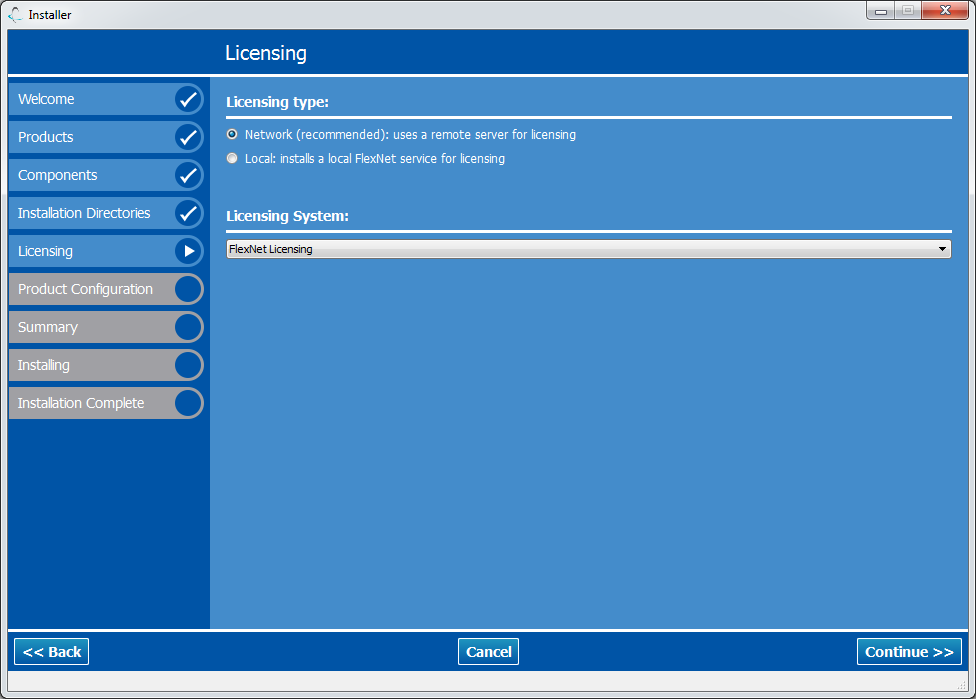 Installer
Licensing
Welcome
Products
Components
Installation Directories
Licensing
Product Configuration
Summary
Installing
Installation Complete
Licensing type:
Network (recommended): uses a remote server for licensing
Local: installs a local FlexNet service for licensing
Licensing System:
FlexNet Licensing
<< Back
Cancel
Continue >>